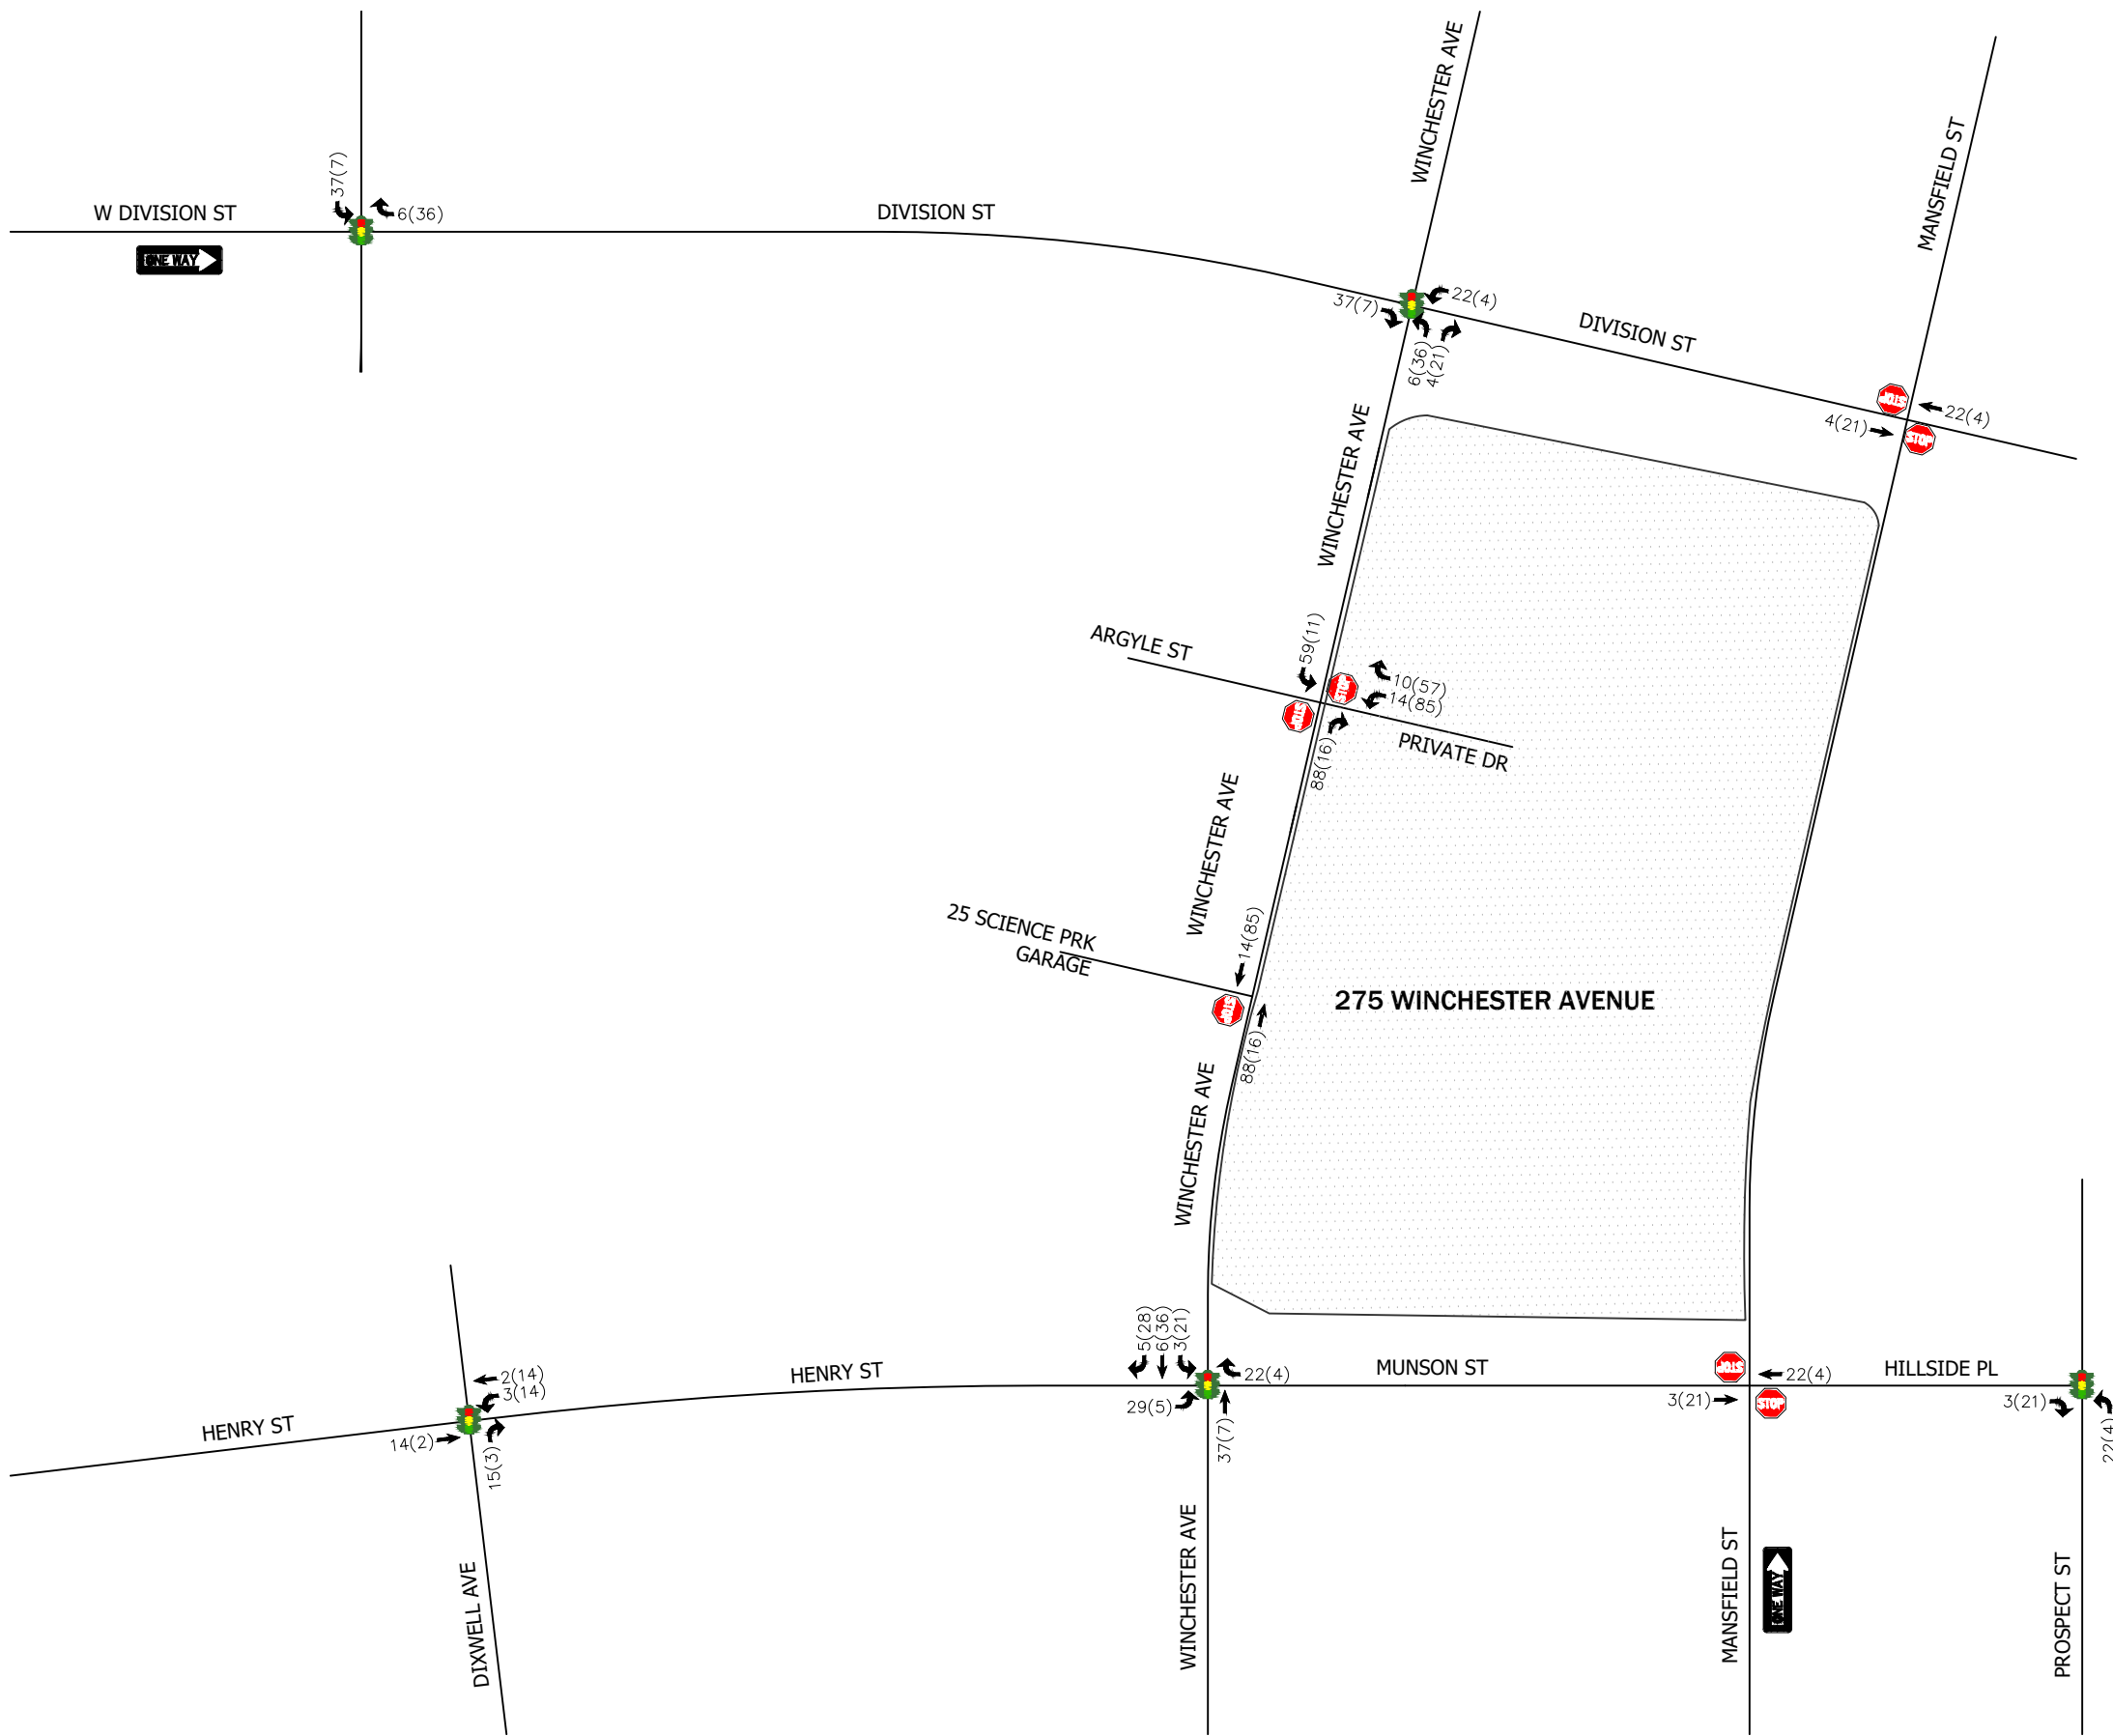 WINCHESTER AVE
MANSFIELD ST
37(7)
W DIVISION ST
6(36)
DIVISION ST
ONE WAY
37(7)
22(4)
6(36)
4(21)
DIVISION ST
STOP
22(4)
4(21)
STOP
WINCHESTER AVE
59(11)
ARGYLE ST
STOP
10(57)
14(85)
STOP
88(16)
PRIVATE DR
WINCHESTER AVE
25 SCIENCE PRK
GARAGE
14(85)
STOP
88(16)
275 WINCHESTER AVENUE
WINCHESTER AVE
5(28)
6(36)
3(21)
2(14)
3(14)
HENRY ST
22(4)
MUNSON ST
STOP
22(4)
HILLSIDE PL
HENRY ST
14(2)
15(3)
29(5)
37(7)
3(21)
STOP
3(21)
22(4)
DIXWELL AVE
WINCHESTER AVE
MANSFIELD ST
ONE WAY
PROSPECT ST